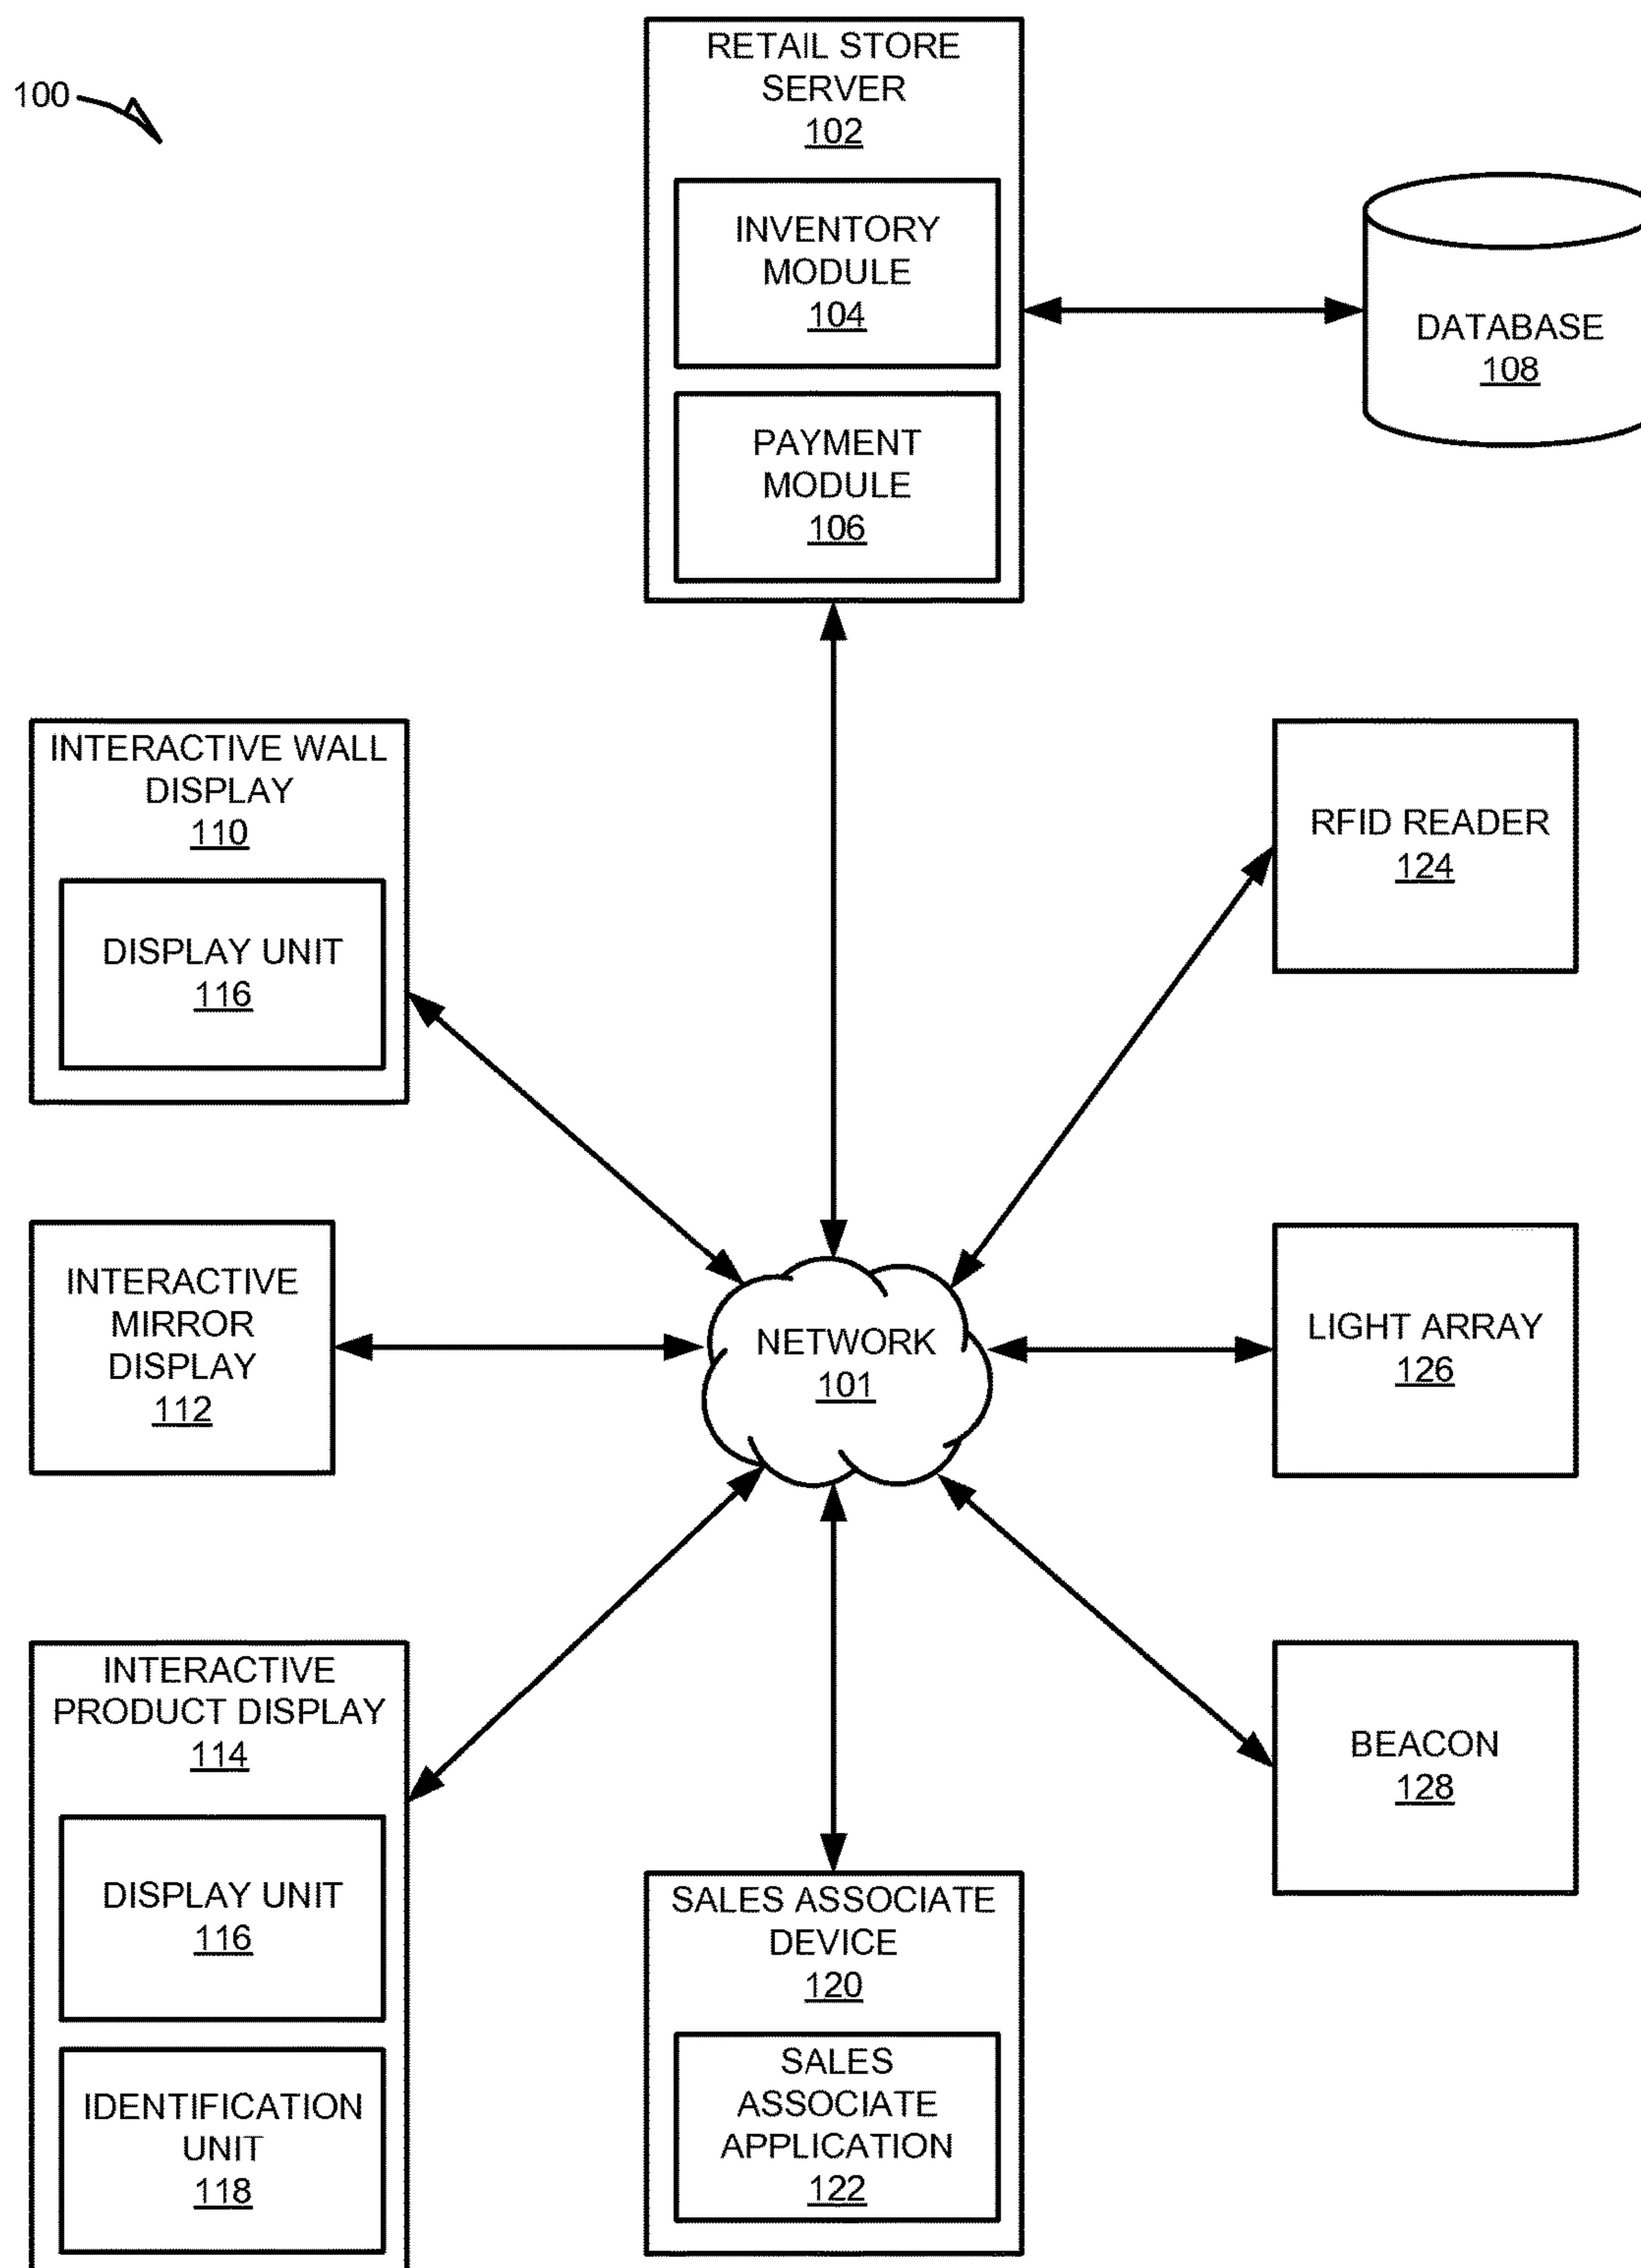 100
RETAIL STORE
SERVER
102
INVENTORY
MODULE
104
PAYMENT
MODULE
106
DATABASE
108
INTERACTIVE WALL
DISPLAY
110
DISPLAY UNIT
116
RFID READER
124
INTERACTIVE
MIRROR
DISPLAY
112
NETWORK
101
LIGHT ARRAY
126
INTERACTIVE
PRODUCT DISPLAY
114
DISPLAY UNIT
116
IDENTIFICATION
UNIT
118
SALES ASSOCIATE
DEVICE
120
SALES
ASSOCIATE
APPLICATION
122
BEACON
128